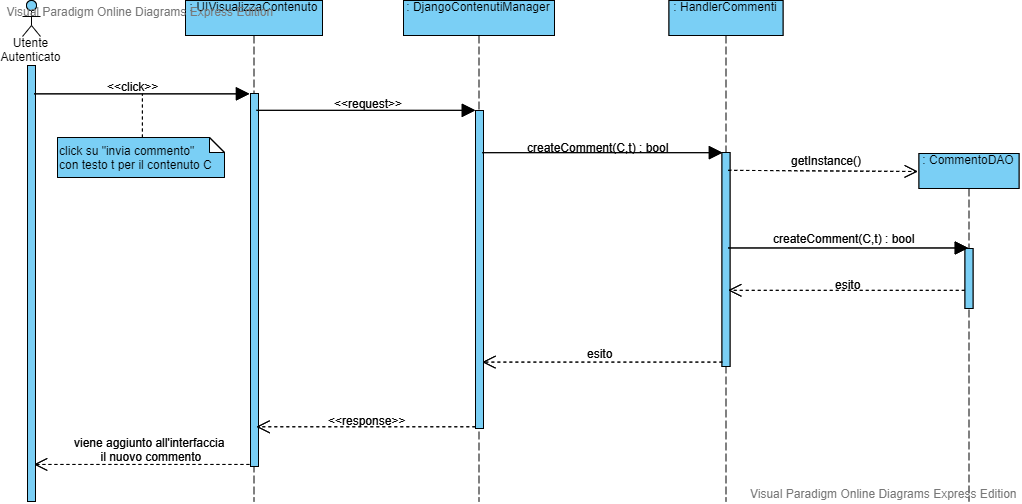 Visual Paradigm Online Diagrams Express Edition
: UIVisualizzaContenuto
: DjangoContenutiManager
: HandlerCommenti
Utente
Autenticato
<<click>>
<<request>>
click su "invia commento"
con testo t per il contenuto C
createComment(C,t) : bool
getInstance()
: CommentoDAO
createComment(C,t) : bool
esito
esito
<<response>>
viene aggiunto all'interfaccia
il nuovo commento
Visual Paradigm Online Diagrams Express Edition